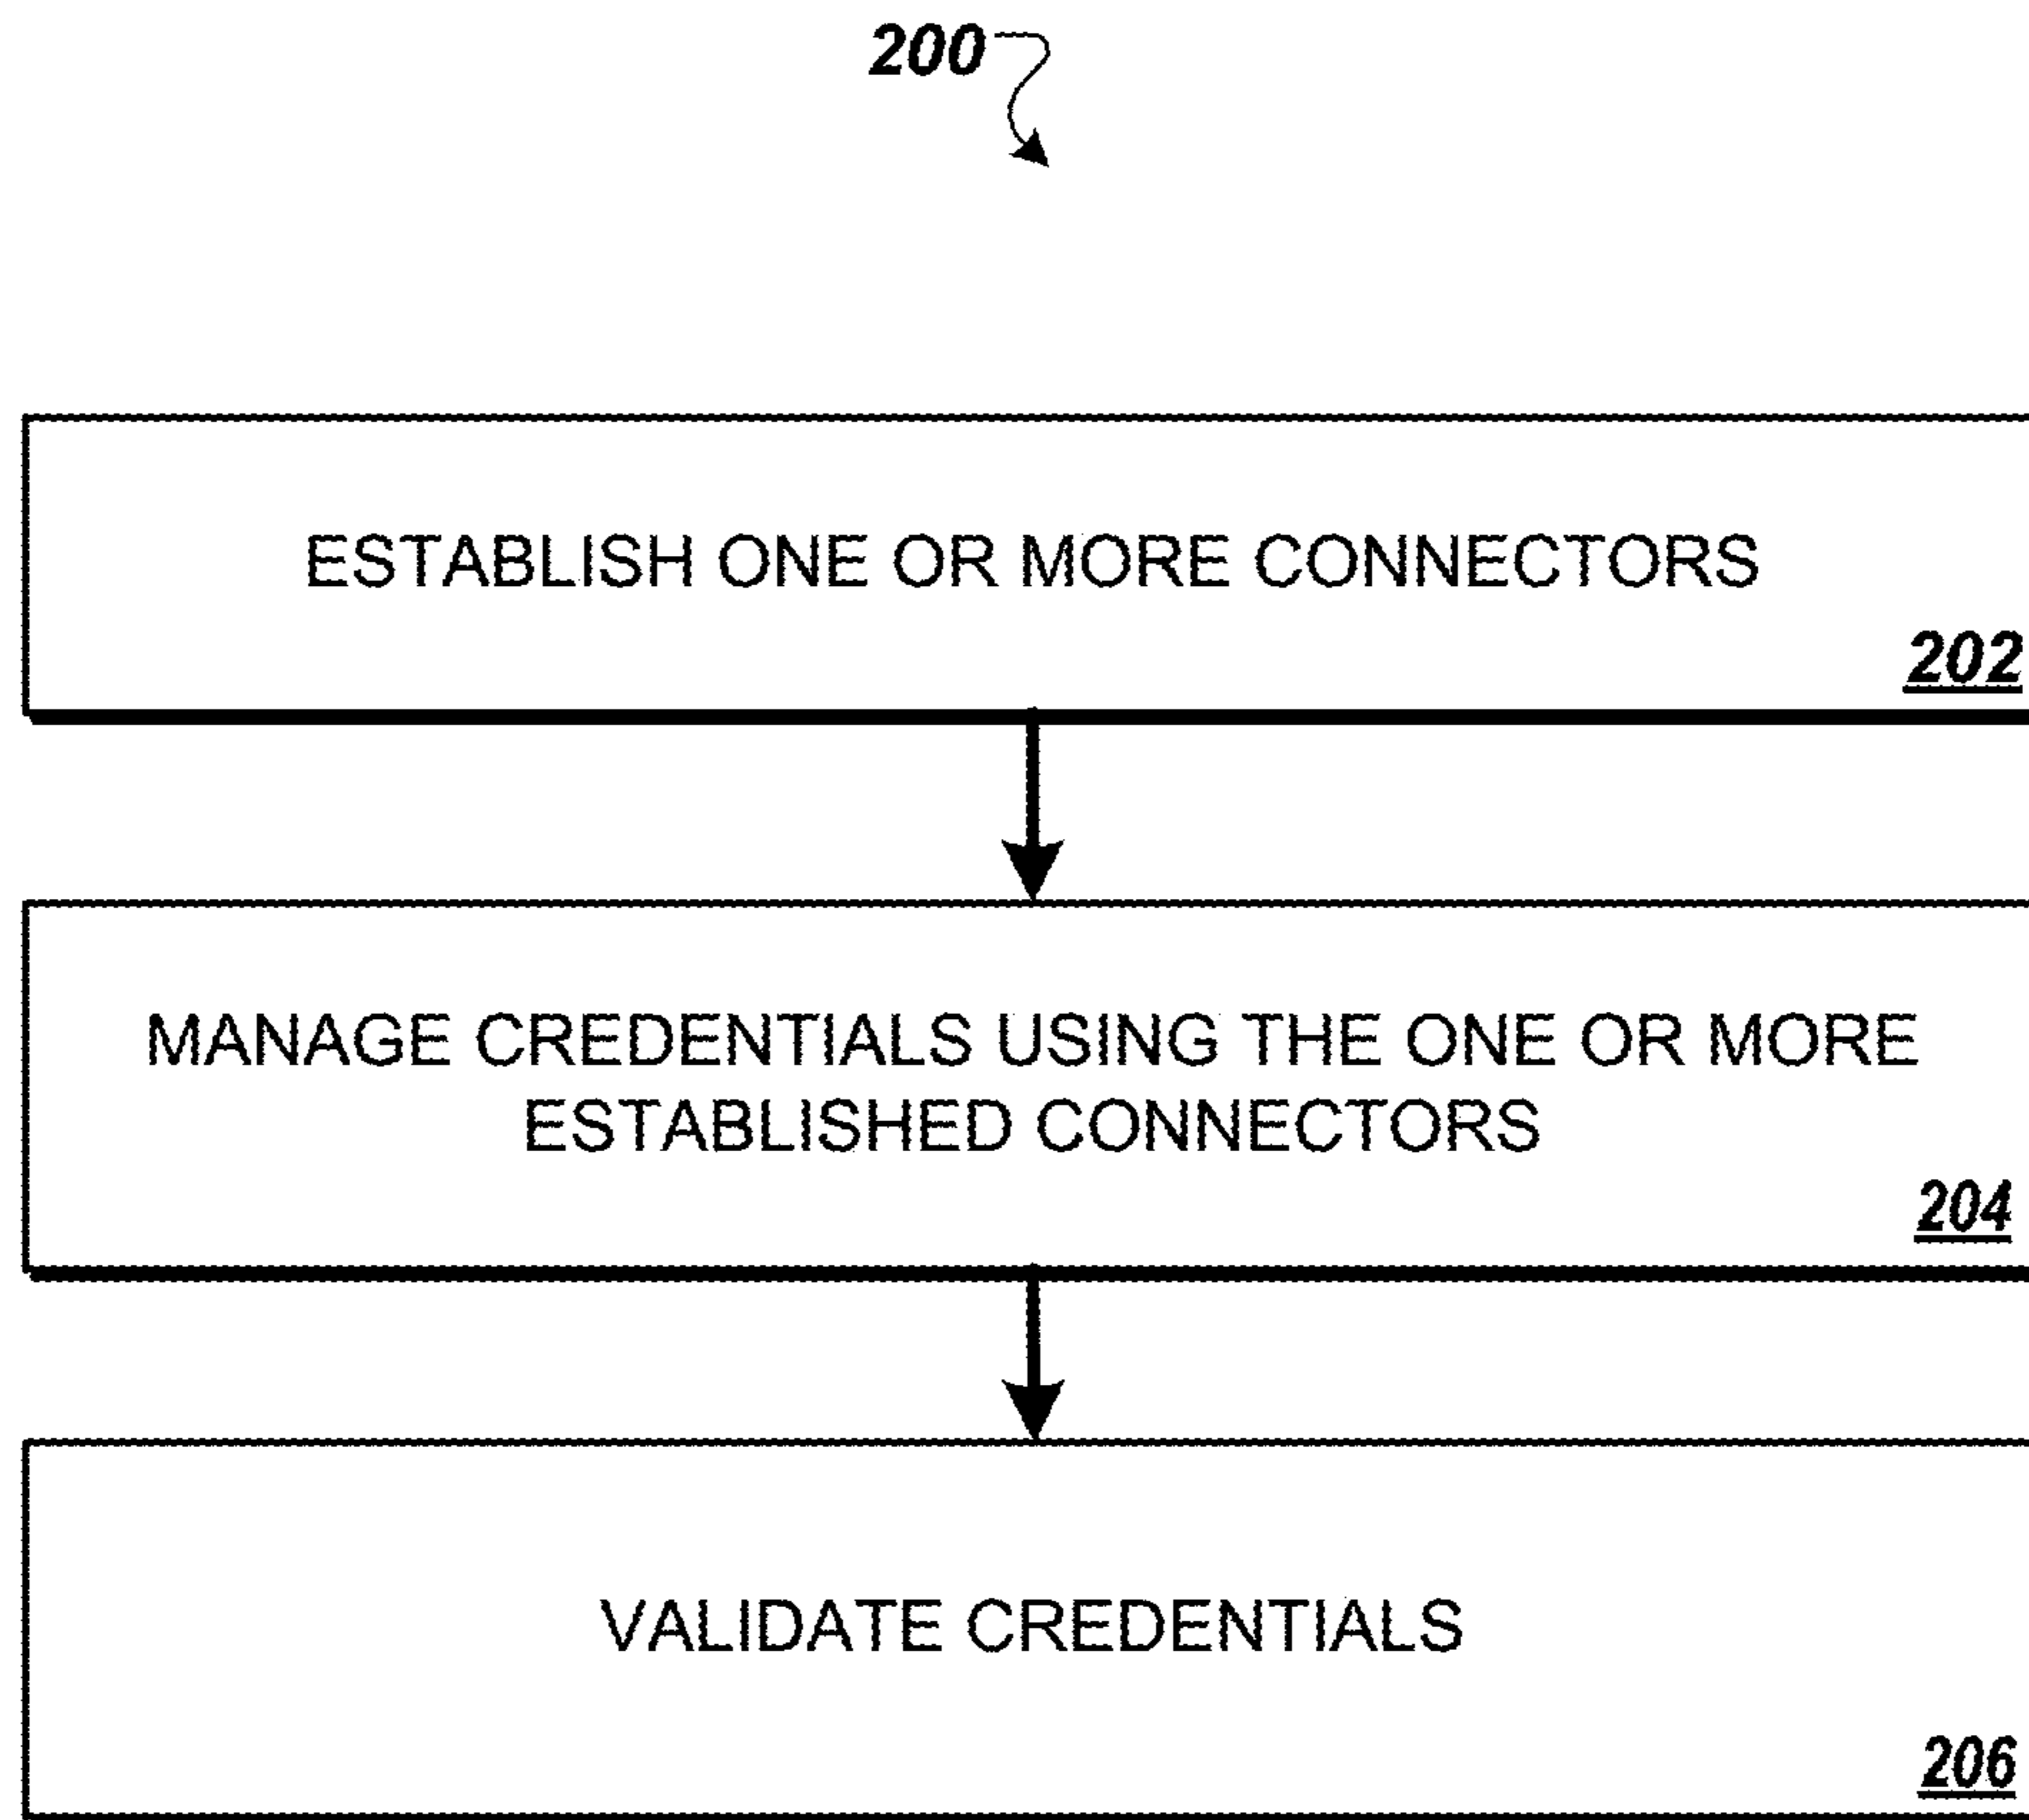 200
ESTABLISH ONE OR MORE CONNECTORS
202
MANAGE CREDENTIALS USING THE ONE OR MORE
ESTABLISHED CONNECTORS
204
VALIDATE CREDENTIALS
206